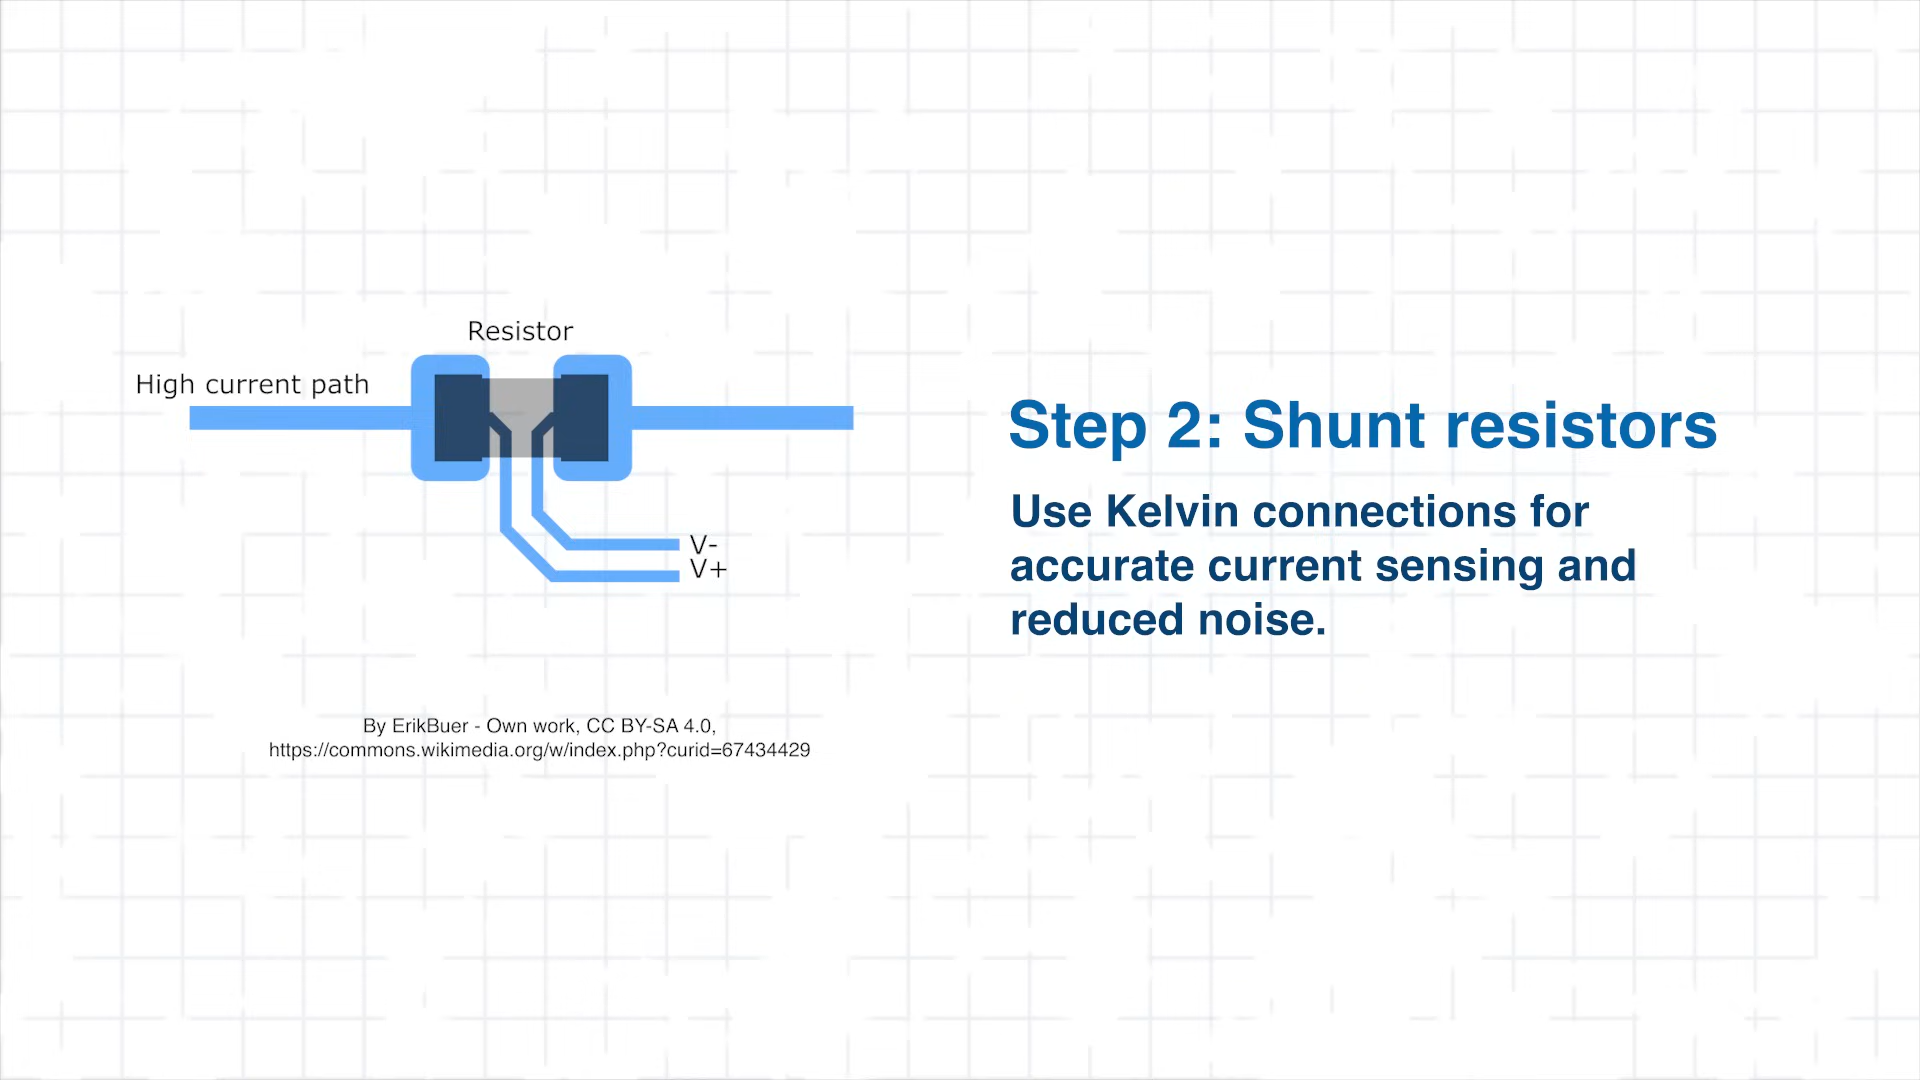 Resistor
High current path
V-
V+
By ErikBuer - Own work, CC BY-SA 4.0,
https://commons.wikimedia.org/w/index.php?curid=67434429
Step 2: Shunt resistors
Use Kelvin connections for
accurate current sensing and
reduced noise.